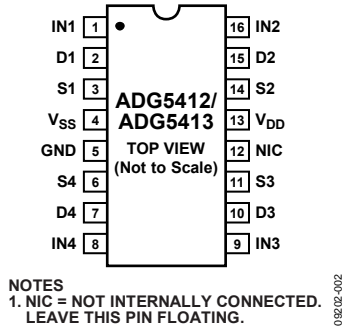 IN1 1 16 IN2
D1 2 15 D2
S1 3 14 S2
VSS 4 13 VDD
GND 5 12 NIC
S4 6 11 S3
D4 7 10 D3
IN4 8 9 IN3
ADG5412/
ADG5413
TOP VIEW
(Not to Scale)
NOTES
1. NIC = NOT INTERNALLY CONNECTED.
LEAVE THIS PIN FLOATING.
09202-002